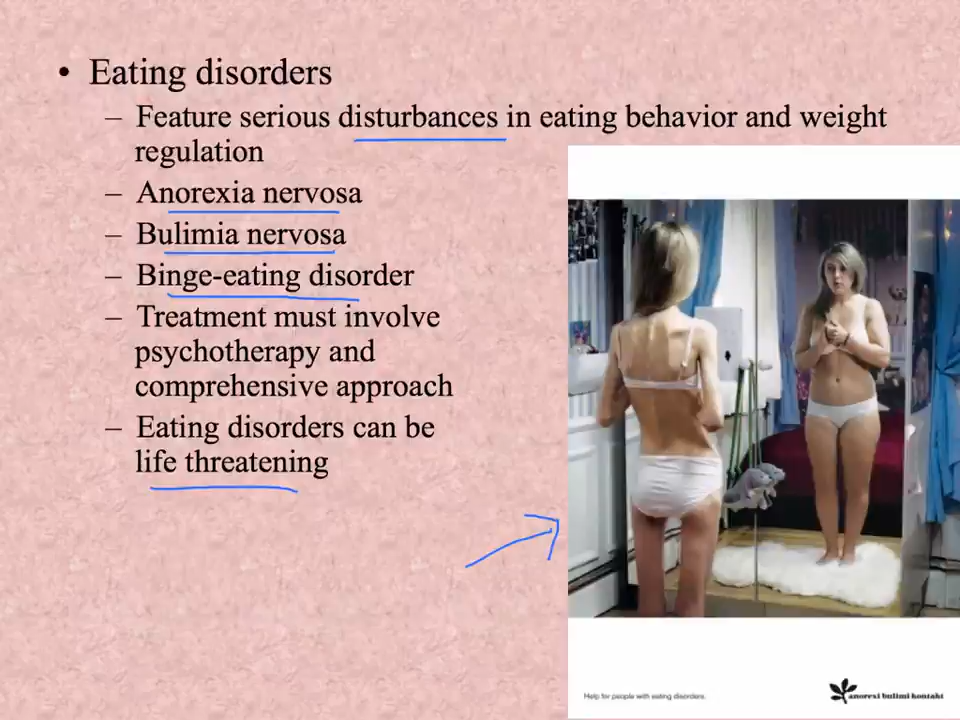 • Eating disorders
– Feature serious disturbances in eating behavior and weight
regulation
– Anorexia nervosa
– Bulimia nervosa
– Binge-eating disorder
– Treatment must involve
psychotherapy and
comprehensive approach
– Eating disorders can be
life threatening
Help for people with eating disorders.
anorexi bulimi kontakt